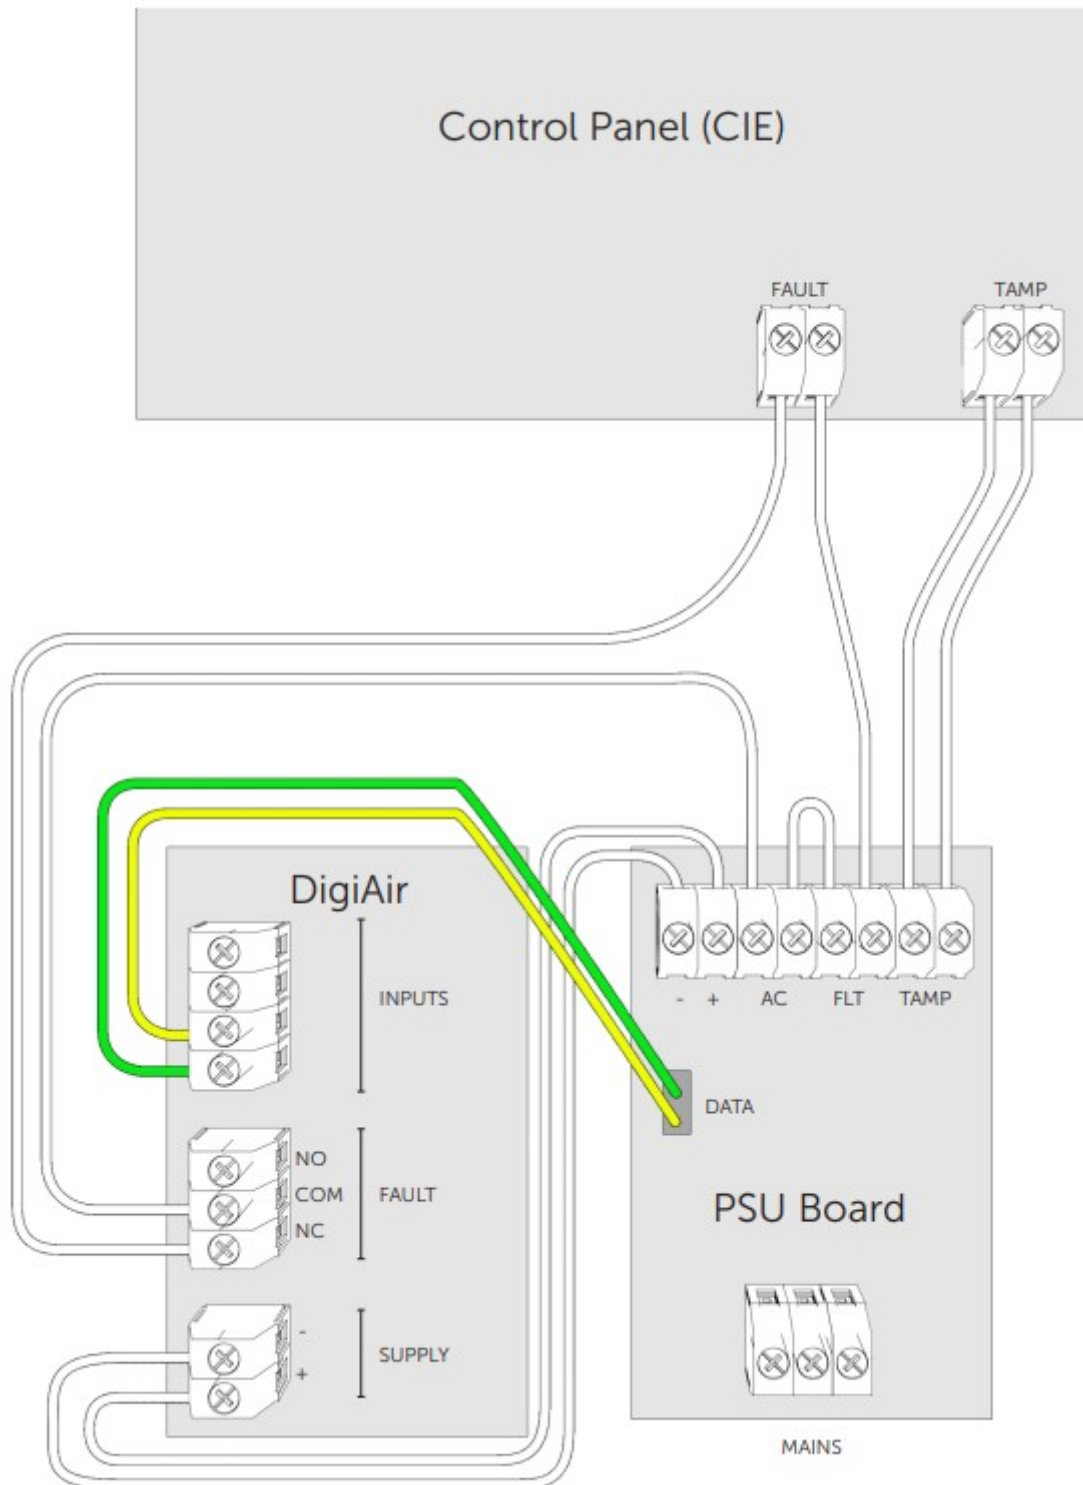 Control Panel (CIE)
FAULT TAMP
DigiAir
INPUTS
- + AC FLT TAMP
DATA
NO
COM FAULT
NC
PSU Board
-
SUPPLY
+
MAINS